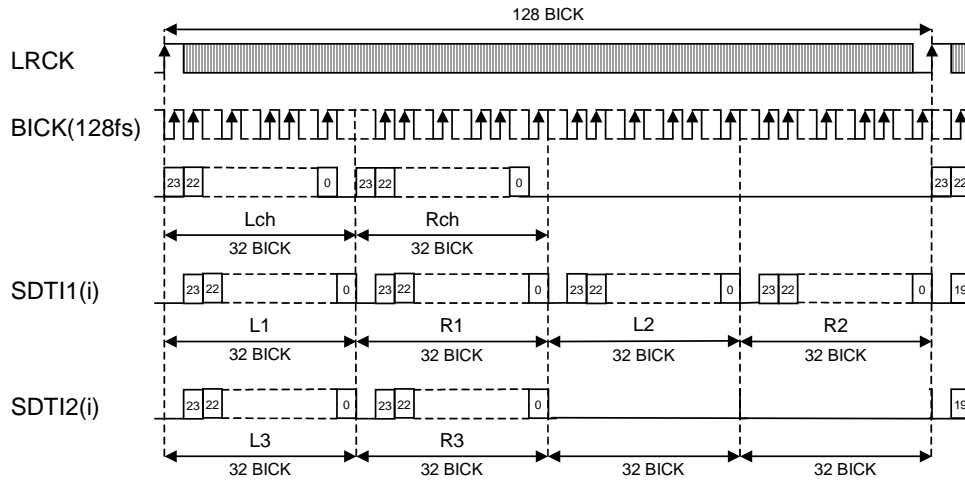 128 BICK
LRCK
BICK(128fs)
23 22 0 23 22 0 23 22
Lch Rch
32 BICK 32 BICK
SDTI1(i)
23 22 0 23 22 0 23 22 0 23 22 0 19
L1 R1 L2 R2
32 BICK 32 BICK 32 BICK 32 BICK
SDTI2(i)
23 22 0 23 22 0 19
L3 R3
32 BICK 32 BICK 32 BICK 32 BICK